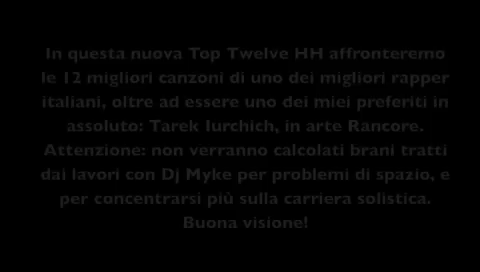 In questa nuova Top Twelve HH affronteremo
le 12 migliori canzoni di uno dei migliori rapper
italiani, oltre ad essere uno dei miei preferiti in
assoluto: Tarek Iurchich, in arte Rancore.
Attenzione: non verranno calcolati brani tratti
dai lavori con Dj Myke per problemi di spazio, e
per concentrarsi più sulla carriera solistica.
Buona visione!